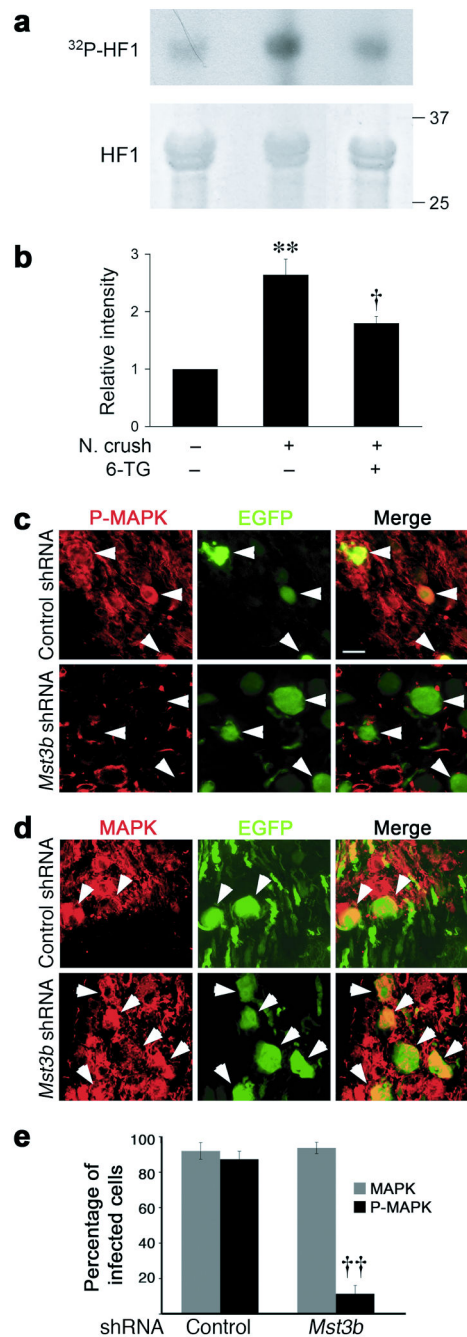 a
³²P-HF1
HF1
37
25
b
Relative intensity
3
2
1
0
**
†
N. crush – + +
6-TG – – +
c
P-MAPK EGFP Merge
Control shRNA
Mst3b shRNA
d
MAPK EGFP Merge
Control shRNA
Mst3b shRNA
e
Percentage of
infected cells
100
80
60
40
20
MAPK
P-MAPK
††
shRNA Control Mst3b